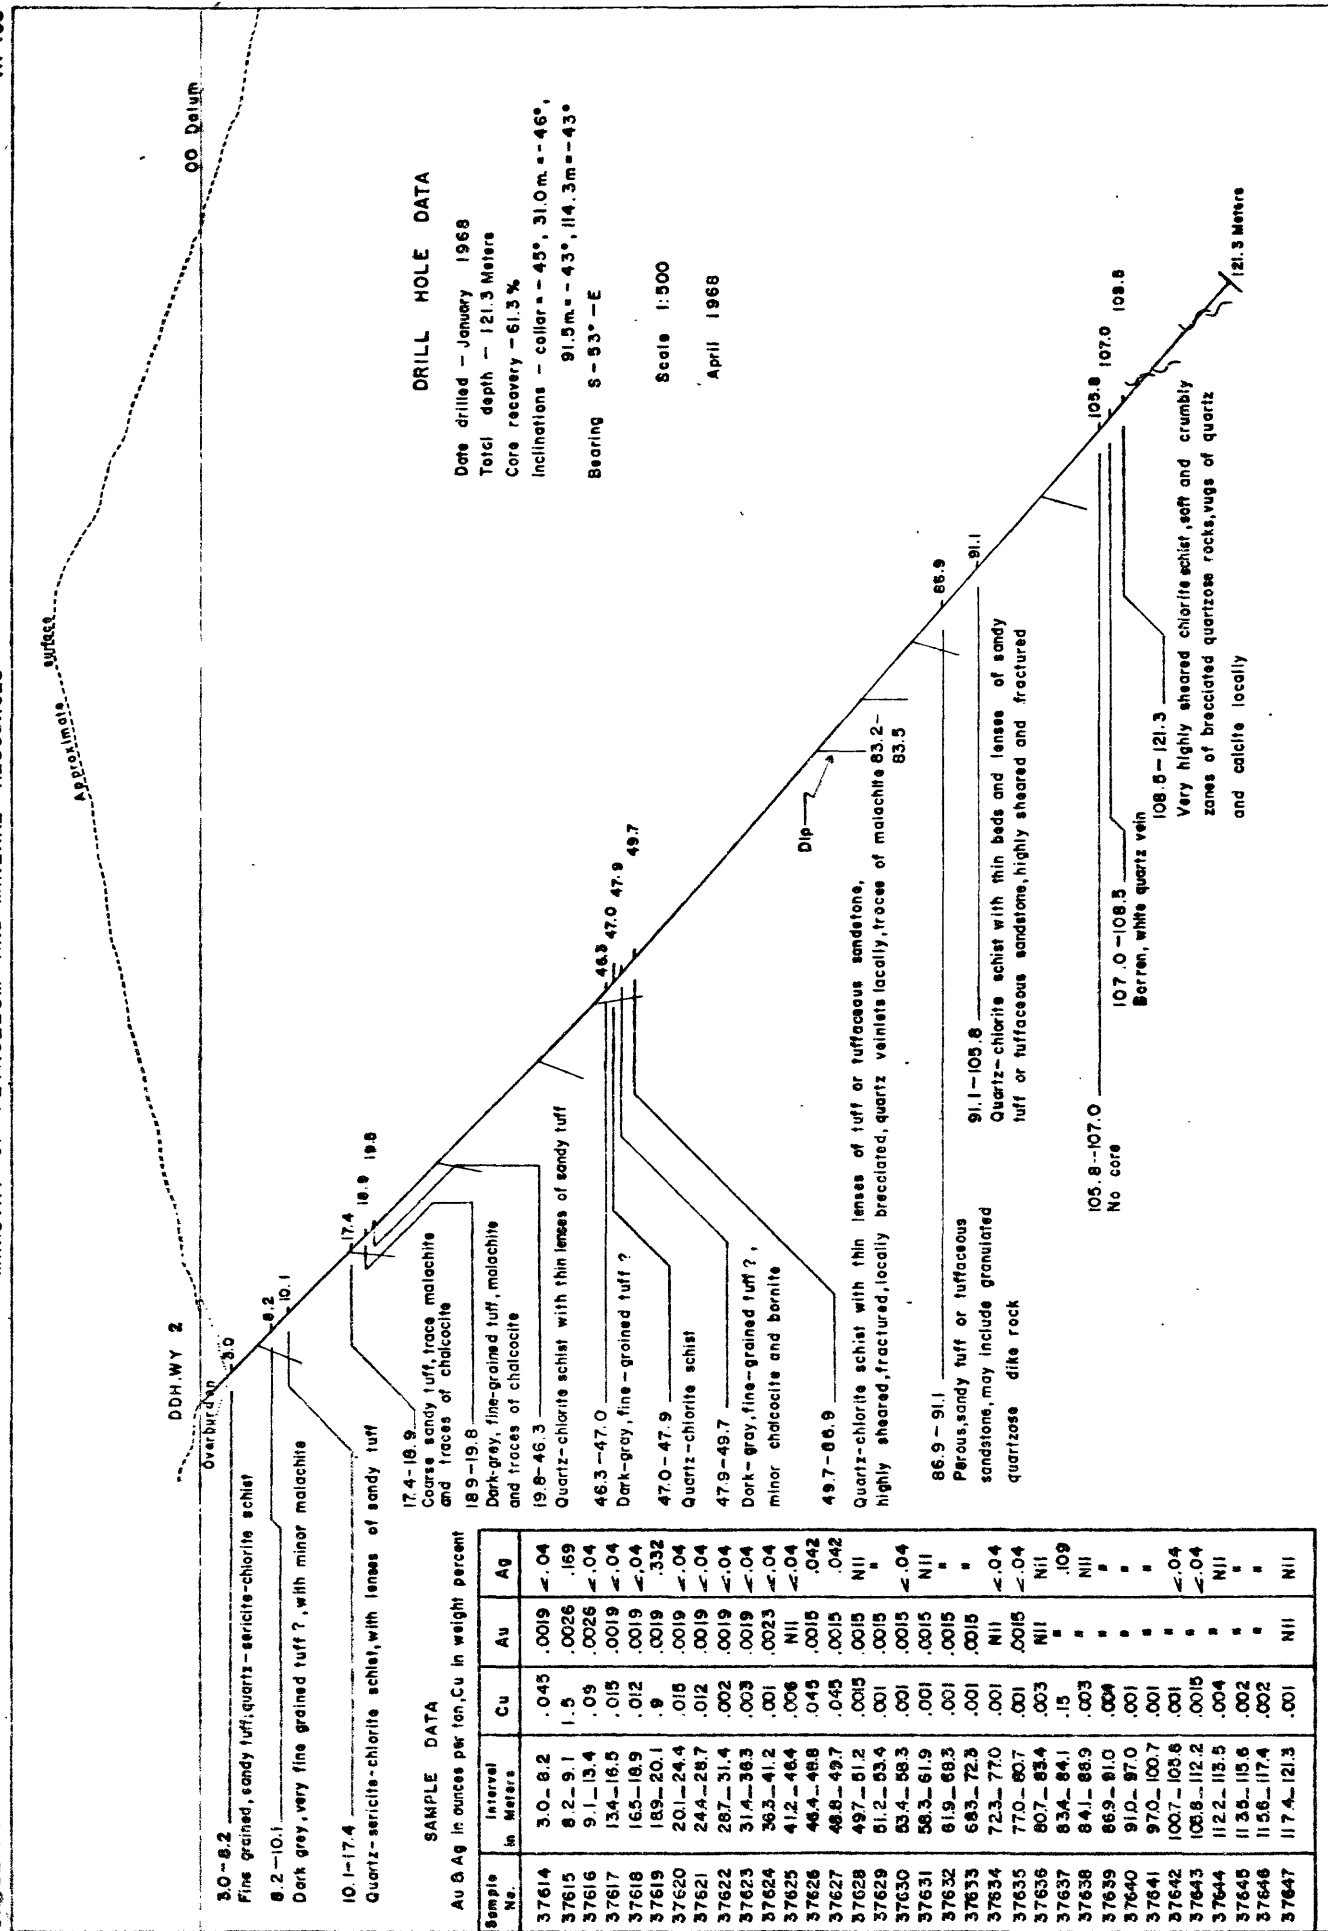 DDH.WY 2
OO Datum
Approximate surface
Overburden
3.0
8.2
10.1
17.4
18.9
19.8
46.3
47.0
47.9
49.7
Dip
86.9
91.1
105.8
107.0
108.5
121.3 Meters
DRILL HOLE DATA
Date drilled – January 1968
Total depth – 121.3 Meters
Core recovery – 61.3 %
Inclinations – collar = - 45°, 31.0m = - 46°,
91.5m = - 43°, 114.3m = -43°
Bearing S – 53° – E
Scale 1:500
April 1968
3.0-8.2
Fine grained, sandy tuff; quartz-sericite-chlorite schist
8.2-10.1
Dark grey, very fine grained tuff ?, with minor malachite
10.1-17.4
Quartz-sericite-chlorite schist, with lenses of sandy tuff
17.4-18.9
Coarse sandy tuff, trace malachite
and traces of chalcocite
18.9-19.8
Dark-grey, fine-grained tuff, malachite
and traces of chalcocite
19.8-46.3
Quartz-chlorite schist with thin lenses of sandy tuff
46.3-47.0
Dark-gray, fine-grained tuff ?
47.0-47.9
Quartz-chlorite schist
47.9-49.7
Dark-gray, fine-grained tuff ?,
minor chalcocite and bornite
49.7-86.9
Quartz-chlorite schist with thin lenses of tuff or tuffaceous sandstone,
highly sheared, fractured, locally brecciated, quartz veinlets locally, traces of malachite 83.2-
83.5
86.9-91.1
Porous, sandy tuff or tuffaceous
sandstone, may include granulated
quartzose dike rock
91.1-105.8
Quartz-chlorite schist with thin beds and lenses of sandy
tuff or tuffaceous sandstone, highly sheared and fractured
105.8-107.0
No core
107.0-108.5
Barren, white quartz vein
108.5-121.3
Very highly sheared chlorite schist, soft and crumbly
zones of brecciated quartzose rocks, vugs of quartz
and calcite locally
SAMPLE DATA
Au & Ag in ounces per ton, Cu in weight percent
Sample No. Interval in Meters Cu Au Ag
37614 3.0-8.2 .045 .0019 <.04
37615 8.2-9.1 1.5 .0026 .169
37616 9.1-13.4 .09 .0026 <.04
37617 13.4-16.5 .015 .0019 <.04
37618 16.5-18.9 .012 .0019 <.04
37619 18.9-20.1 .9 .0019 .332
37620 20.1-24.4 .015 .0019 <.04
37621 24.4-28.7 .012 .0019 <.04
37622 28.7-31.4 .002 .0019 <.04
37623 31.4-36.3 .003 .0019 <.04
37624 36.3-41.2 .001 .0023 <.04
37625 41.2-46.4 .006 Nil <.04
37626 46.4-48.8 .045 .0015 .042
37627 48.8-49.7 .045 .0015 .042
37628 49.7-51.2 .0015 .0015 Nil
37629 51.2-53.4 .001 .0015 "
37630 53.4-58.3 .001 .0015 <.04
37631 58.3-61.9 .001 .0015 Nil
37632 61.9-68.3 .001 .0015 "
37633 68.3-72.3 .001 .0015 "
37634 72.3-77.0 .001 Nil <.04
37635 77.0-80.7 .001 .0015 <.04
37636 80.7-83.4 .003 Nil Nil
37637 83.4-84.1 .15 " .109
37638 84.1-86.9 .003 " Nil
37639 86.9-91.0 " "
37640 91.0-97.0 .001 " "
37641 97.0-100.7 .001 " "
37642 100.7-105.8 .001 " <.04
37643 108.8-112.2 .0015 " <.04
37644 112.2-113.5 .004 " Nil
37645 113.5-115.6 .002 " "
37646 115.6-117.4 .002 " "
37647 117.4-121.3 .001 Nil Nil